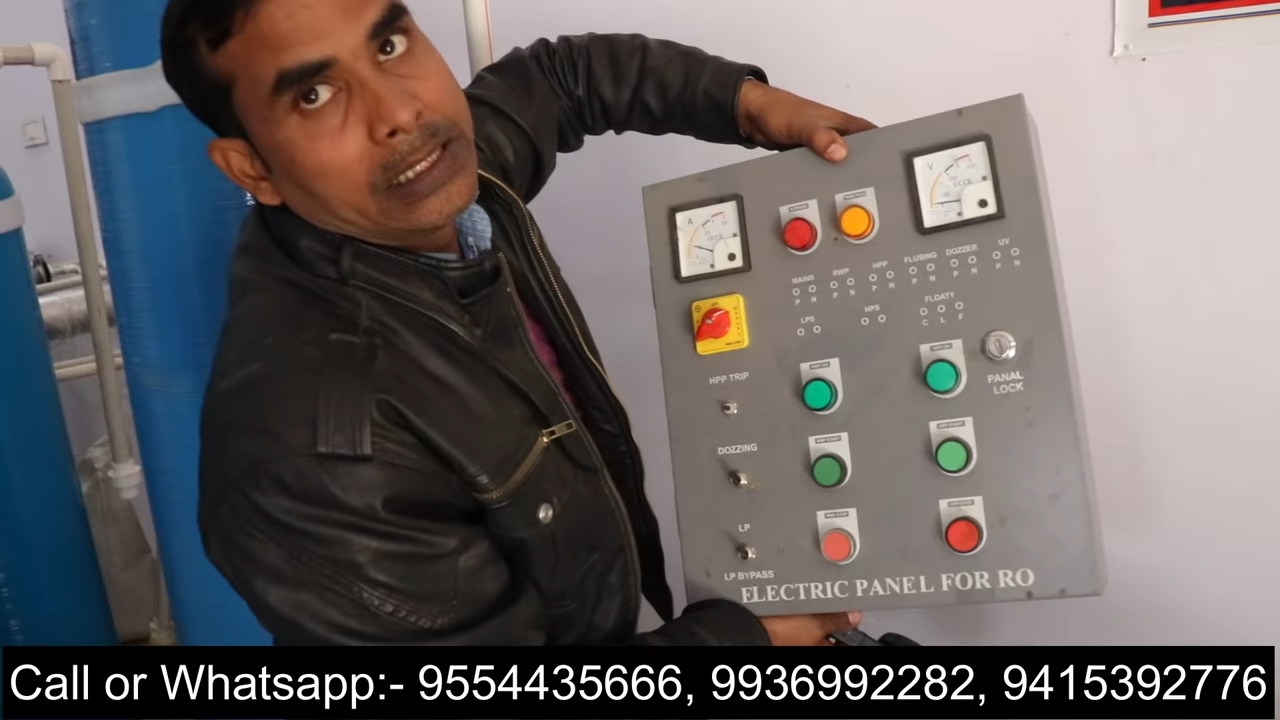 V
A
MAINS
RWP
HPP
FLUSING
DOZZER
UV
P N
P N
P N
P N
P N
P N
LPS
HPS
FLOATY
C L F
HPP TRIP
PANAL
LOCK
DOZZING
LP
LP BYPASS
ELECTRIC PANEL FOR RO
Call or Whatsapp:- 9554435666, 9936992282, 9415392776